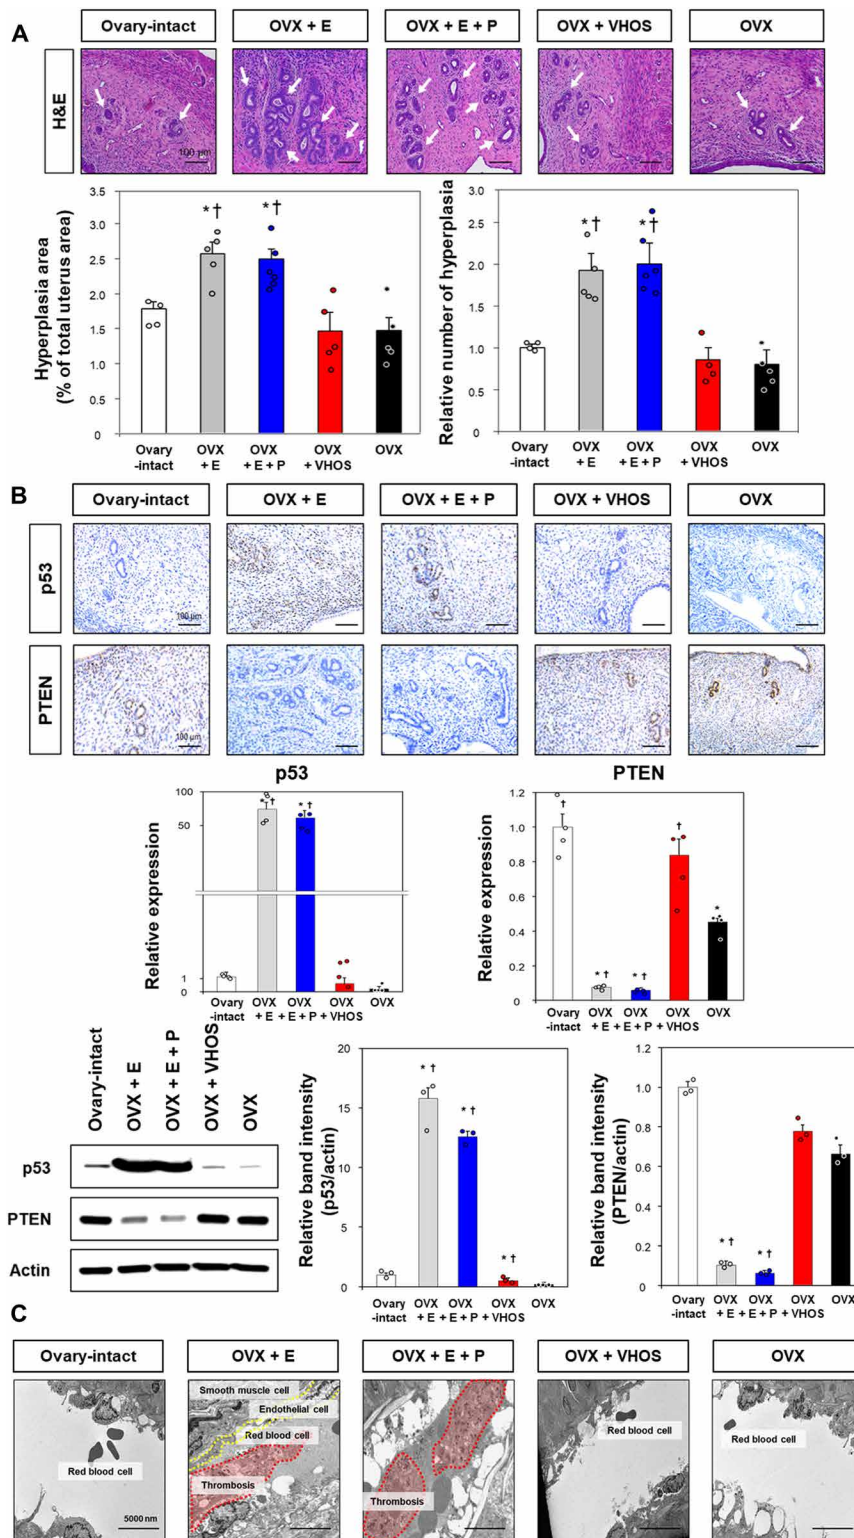 A
Ovary-intact
OVX + E
OVX + E + P
OVX + VHOS
OVX
H&E
100 µm
Hyperplasia area
(% of total uterus area)
3.5
3.0
2.5
2.0
1.5
1.0
0.5
0
* †
* †
*
Ovary
-intact
OVX
+ E
OVX
+ E + P
OVX
+ VHOS
OVX
Relative number of hyperplasia
3.0
2.5
2.0
1.5
1.0
0.5
0
* †
* †
*
Ovary
-intact
OVX
+ E
OVX
+ E + P
OVX
+ VHOS
OVX
B
Ovary-intact
OVX + E
OVX + E + P
OVX + VHOS
OVX
p53
100 µm
PTEN
100 µm
p53
Relative expression
100
50
1
0
* †
* †
*
Ovary
-intact
OVX
+ E
OVX
+ E + P
OVX
+ VHOS
OVX
PTEN
Relative expression
1.2
1.0
0.8
0.6
0.4
0.2
0
†
* †
* †
†
*
Ovary
-intact
OVX
+ E
OVX
+ E + P
OVX
+ VHOS
OVX
Ovary-intact
OVX + E
OVX + E + P
OVX + VHOS
OVX
p53
PTEN
Actin
Relative band intensity
(p53/actin)
20
15
10
5
0
* †
* †
* †
Ovary
-intact
OVX
+ E
OVX
+ E + P
OVX
+ VHOS
OVX
Relative band intensity
(PTEN/actin)
1.2
1.0
0.8
0.6
0.4
0.2
0
* †
* †
*
Ovary
-intact
OVX
+ E
OVX
+ E + P
OVX
+ VHOS
OVX
C
Ovary-intact
OVX + E
OVX + E + P
OVX + VHOS
OVX
Red blood cell
5000 nm
Smooth muscle cell
Endothelial cell
Red blood cell
Thrombosis
Thrombosis
Red blood cell
Red blood cell